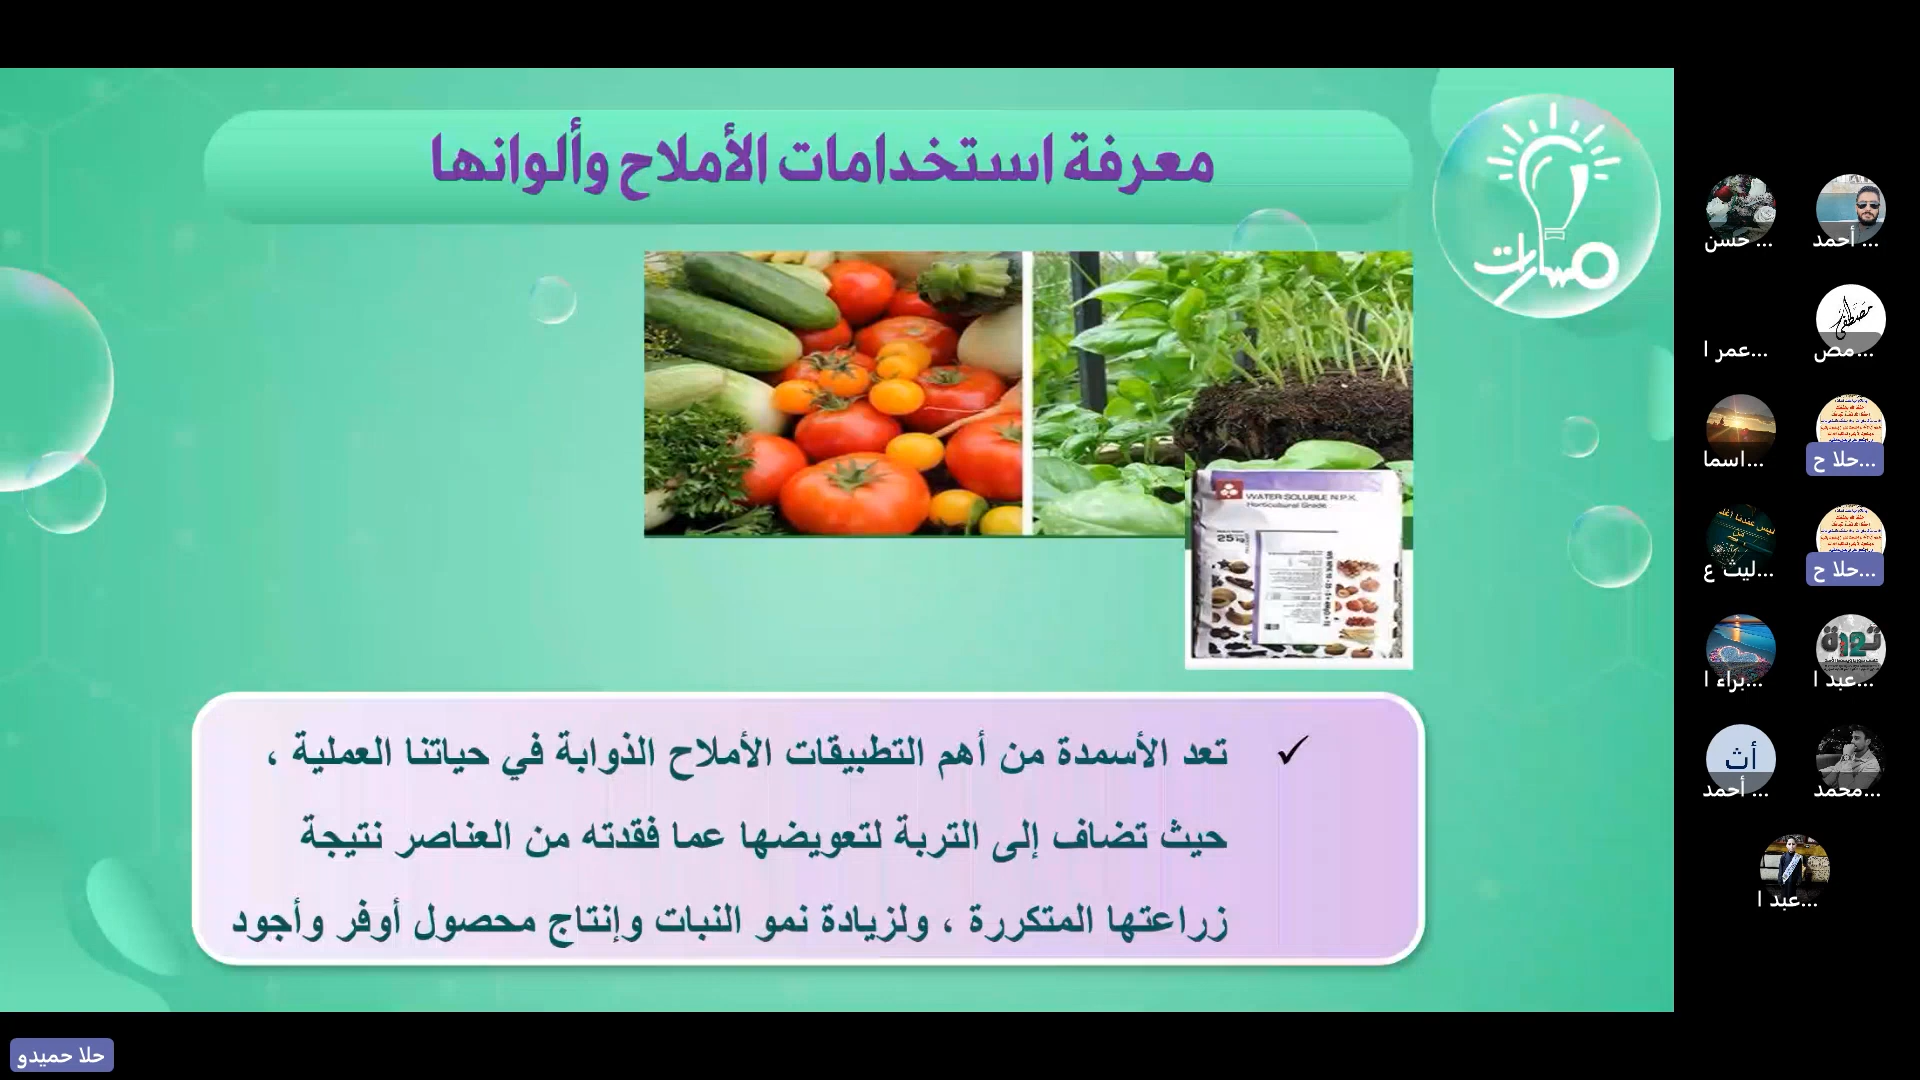 معرفة استخدامات الأملاح وألوانها
مسارات
WATER SOLUBLE N.P.K.
Horticultural Grade
25
✓ تعد الأسمدة من أهم التطبيقات الأملاح الذوابة في حياتنا العملية ،
حيث تضاف إلى التربة لتعويضها عما فقدته من العناصر نتيجة
زراعتها المتكررة ، ولزيادة نمو النبات وإنتاج محصول أوفر وأجود
أحمد ...
حسن ...
مص...
عمر ا...
حلا ح...
اسما...
حلا ح...
ليث ع...
ثورة
عبد ا...
براء ا...
محمد...
أث
أحمد ...
عبد ا...
حلا حميدو